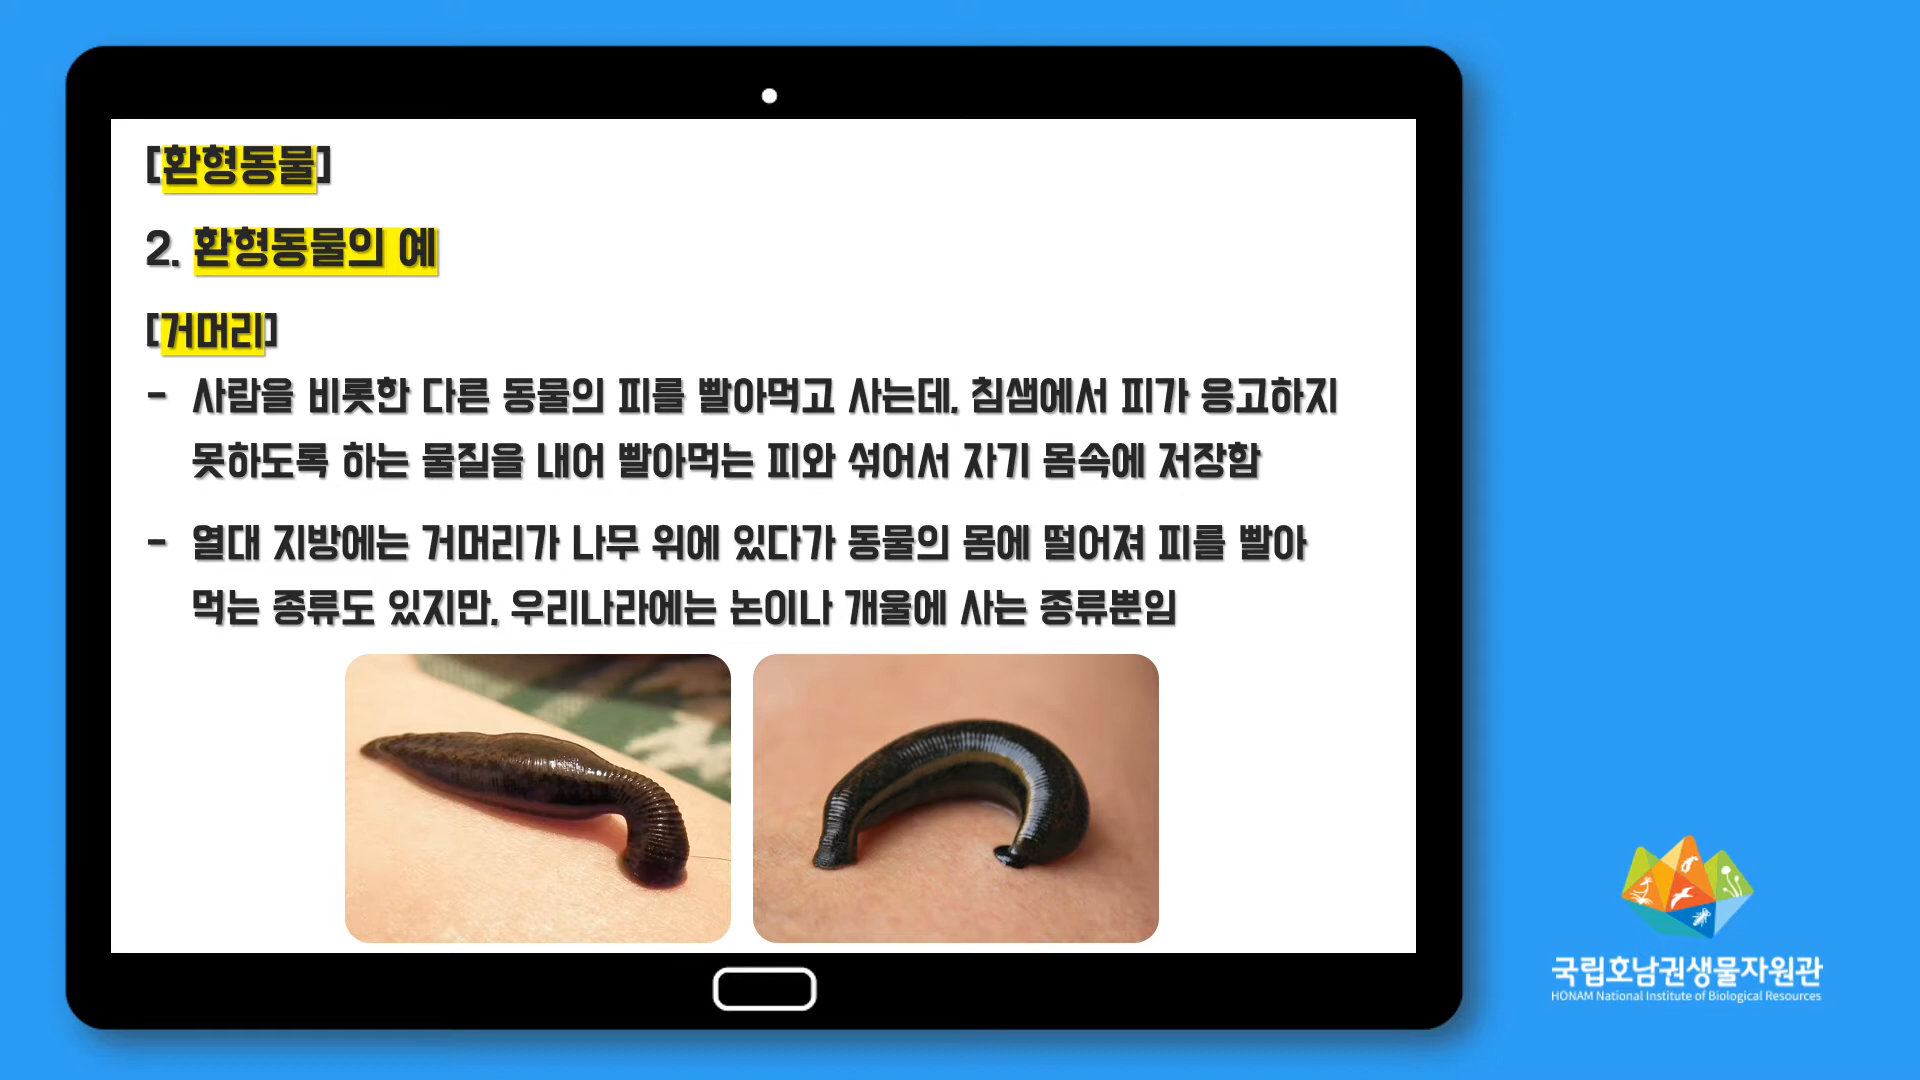 [환형동물]
2. 환형동물의 예
[거머리]
- 사람을 비롯한 다른 동물의 피를 빨아먹고 사는데, 침샘에서 피가 응고하지
못하도록 하는 물질을 내어 빨아먹는 피와 섞어서 자기 몸속에 저장함
- 열대 지방에는 거머리가 나무 위에 있다가 동물의 몸에 떨어져 피를 빨아
먹는 종류도 있지만, 우리나라에는 논이나 개울에 사는 종류뿐임
국립호남권생물자원관
HONAM National Institute of Biological Resources